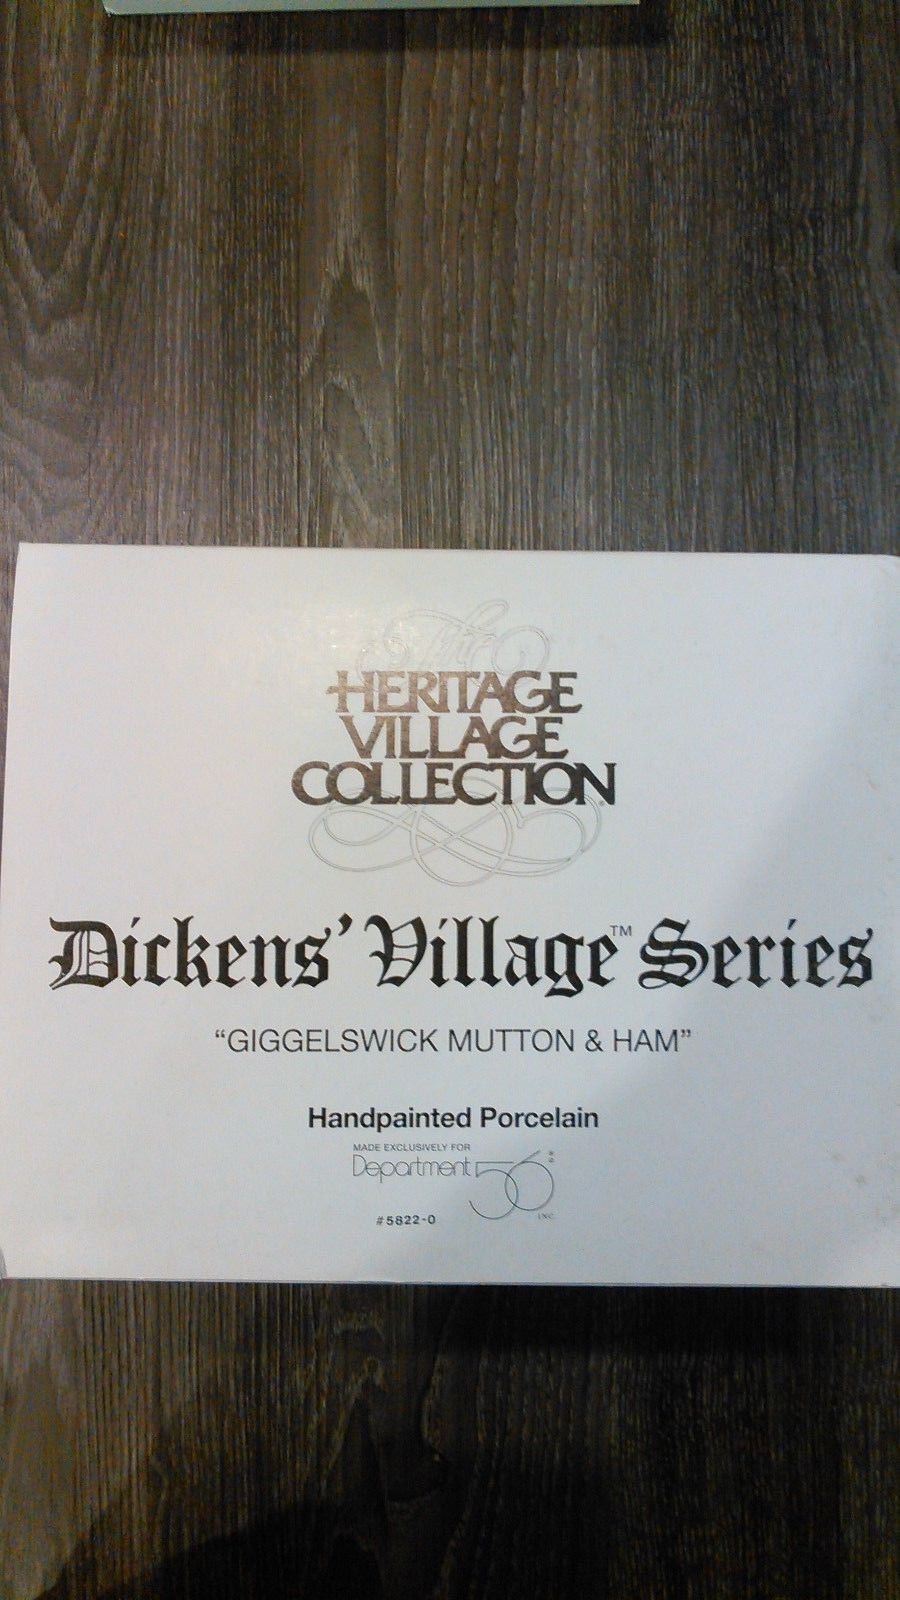 The
HERITAGE
VILLAGE
COLLECTION®
Dickens' Village™ Series
“GIGGELSWICK MUTTON & HAM”
Handpainted Porcelain
MADE EXCLUSIVELY FOR
Department 56®
INC.
#5822-0